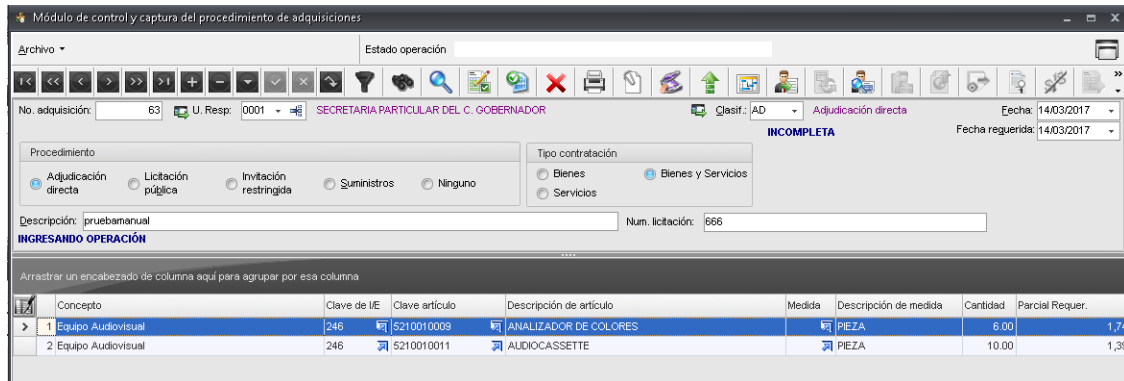 Módulo de control y captura del procedimiento de adquisiciones
Archivo Estado operación
No. adquisición: 63 U. Resp: 0001 SECRETARIA PARTICULAR DEL C. GOBERNADOR Clasif.: AD Adjudicación directa Fecha: 14/03/2017
INCOMPLETA Fecha requerida: 14/03/2017
Procedimiento Tipo contratación
Adjudicación directa Licitación pública Invitación restringida Suministros Ninguno Bienes Bienes y Servicios
Servicios
Descripción: pruebamanual Num. licitación: 666
INGRESANDO OPERACIÓN
Arrastrar un encabezado de columna aquí para agrupar por esa columna
Concepto Clave de I/E Clave artículo Descripción de artículo Medida Descripción de medida Cantidad Parcial Requer.
1 Equipo Audiovisual 246 5210010009 ANALIZADOR DE COLORES PIEZA 6.00 1,74
2 Equipo Audiovisual 246 5210010011 AUDIOCASSETTE PIEZA 10.00 1,39